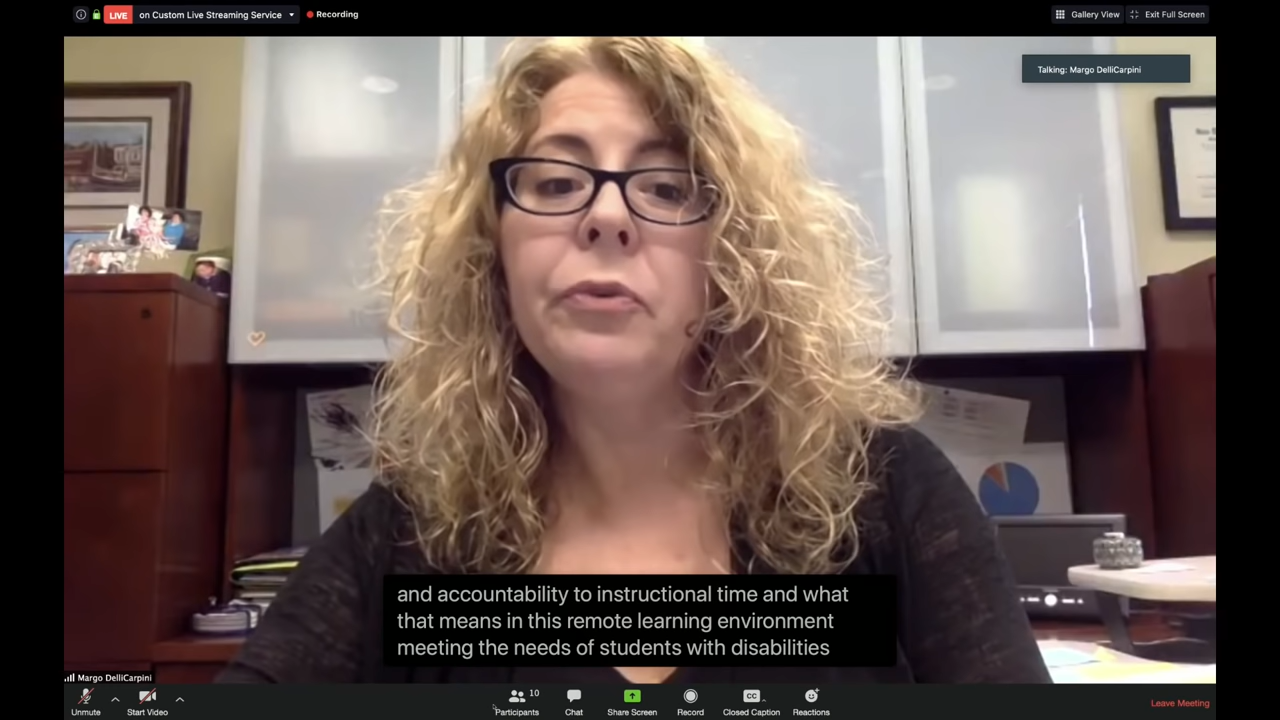 LIVE on Custom Live Streaming Service
Recording
Gallery View
Exit Full Screen
Talking: Margo DelliCarpini
and accountability to instructional time and what
that means in this remote learning environment
meeting the needs of students with disabilities
Margo DelliCarpini
Unmute
Start Video
10
Participants
Chat
Share Screen
Record
CC
Closed Caption
Reactions
Leave Meeting